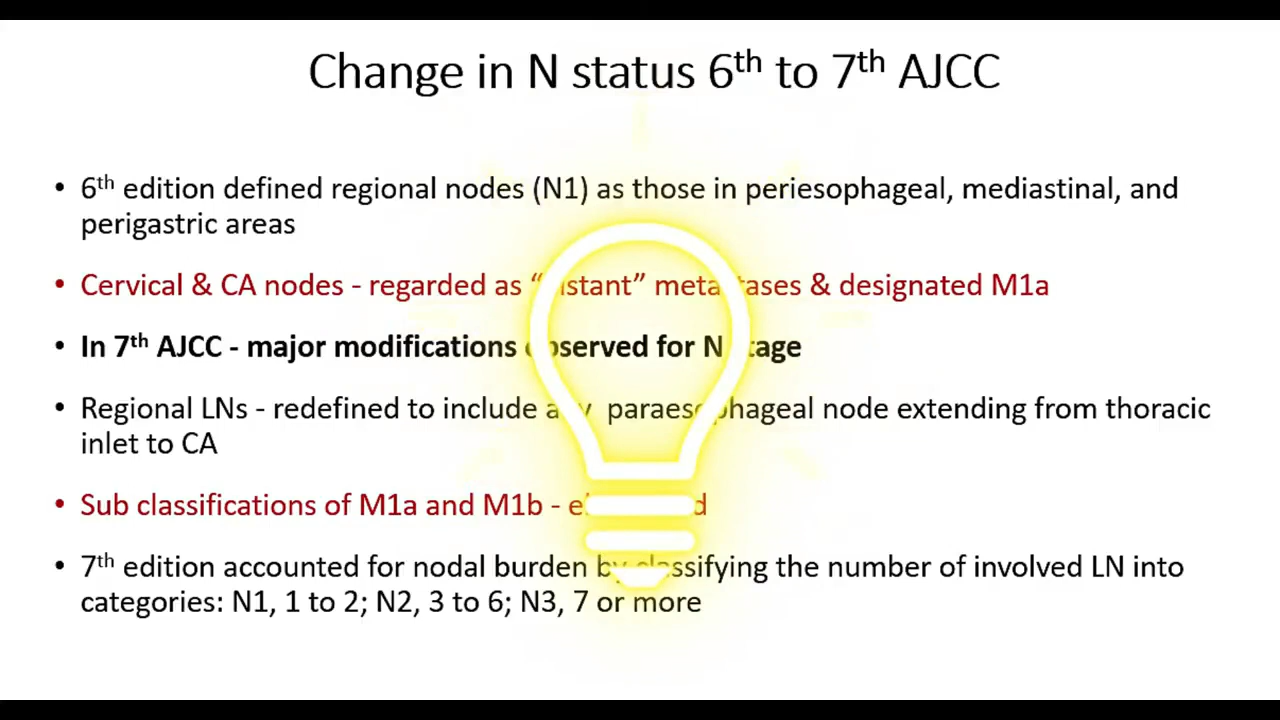 Change in N status 6th to 7th AJCC
• 6th edition defined regional nodes (N1) as those in periesophageal, mediastinal, and
perigastric areas
• Cervical & CA nodes - regarded as “distant” metastases & designated M1a
• In 7th AJCC - major modifications observed for N stage
• Regional LNs - redefined to include any paraesophageal node extending from thoracic
inlet to CA
• Sub classifications of M1a and M1b -
• 7th edition accounted for nodal burden by classifying the number of involved LN into
categories: N1, 1 to 2; N2, 3 to 6; N3, 7 or more